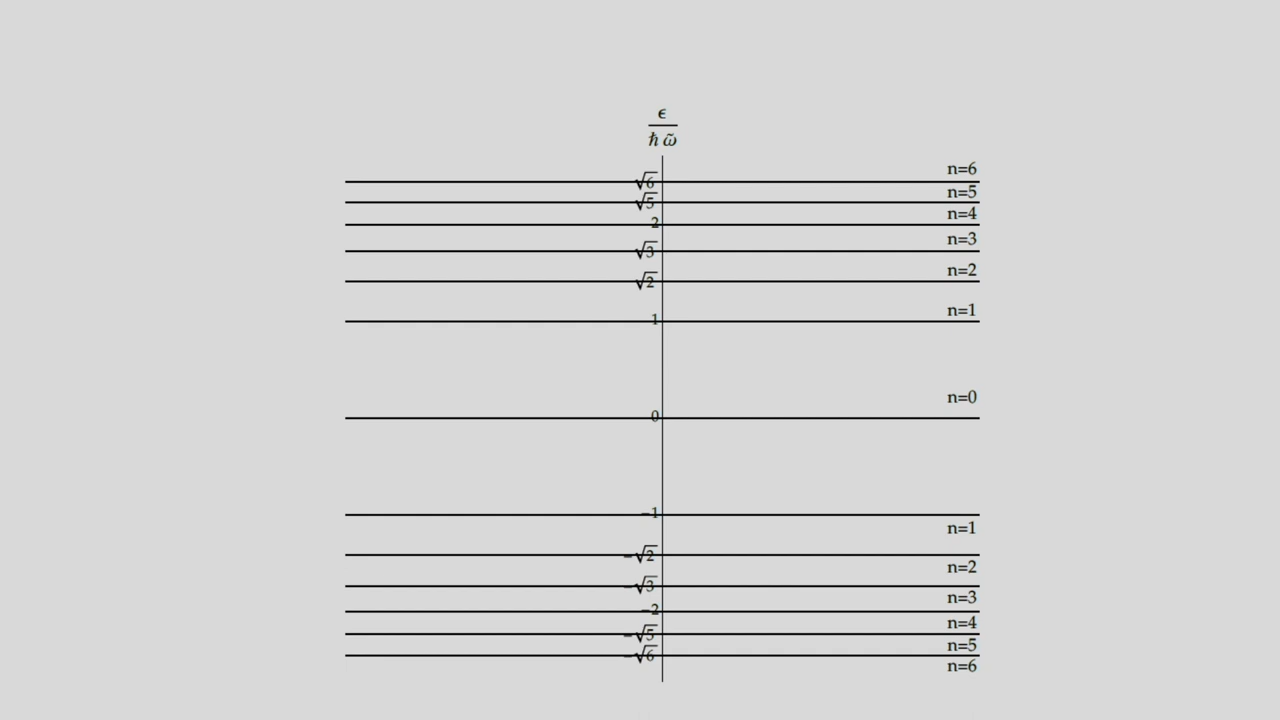 ϵ
ħ ω̃
n=6
√6
n=5
√5
n=4
2
n=3
√3
n=2
√2
n=1
1
n=0
0
−1
n=1
−√2
n=2
−√3
n=3
−2
n=4
−√5
n=5
−√6
n=6